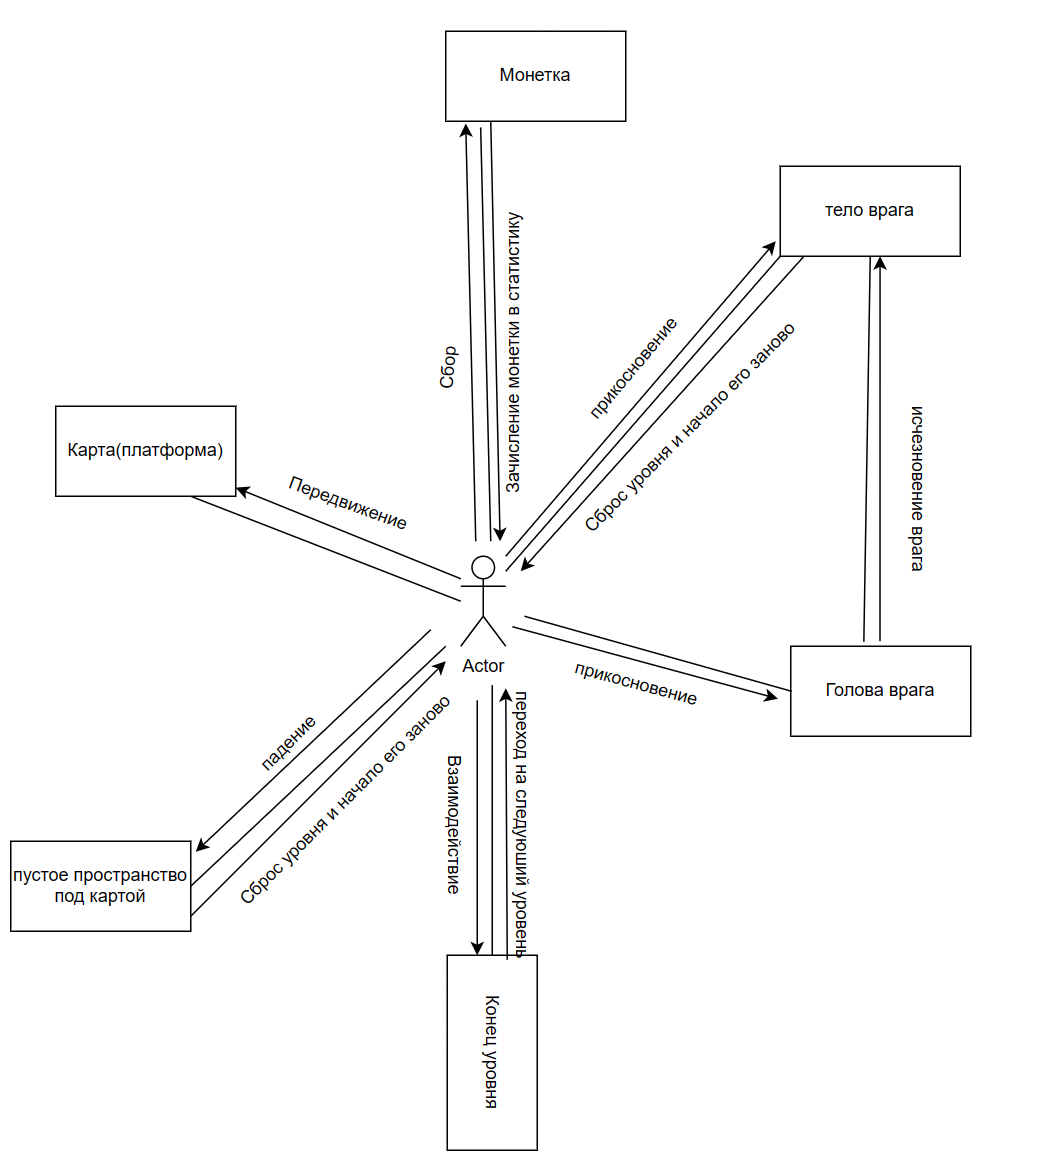 Монетка
тело врага
Сбор
Зачисление монетки в статистику
прикосновение
Сброс уровня и начало его заново
исчезновение врага
Карта(платформа)
Передвижение
Actor
прикосновение
Голова врага
падение
Сброс уровня и начало его заново
Взаимодействие
переход на следующий уровень
пустое пространство
под картой
Конец уровня